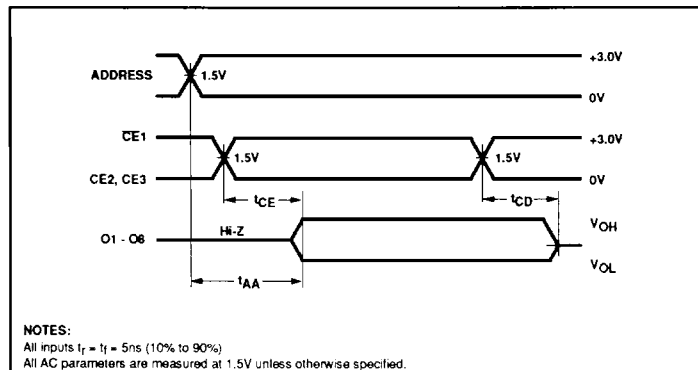 ADDRESS 1.5V +3.0V
0V
CE1 1.5V 1.5V +3.0V
CE2, CE3 0V
tCE tCD
O1 - O8 Hi-Z VOH
VOL
tAA
NOTES:
All inputs tr = tf = 5ns (10% to 90%)
All AC parameters are measured at 1.5V unless otherwise specified.